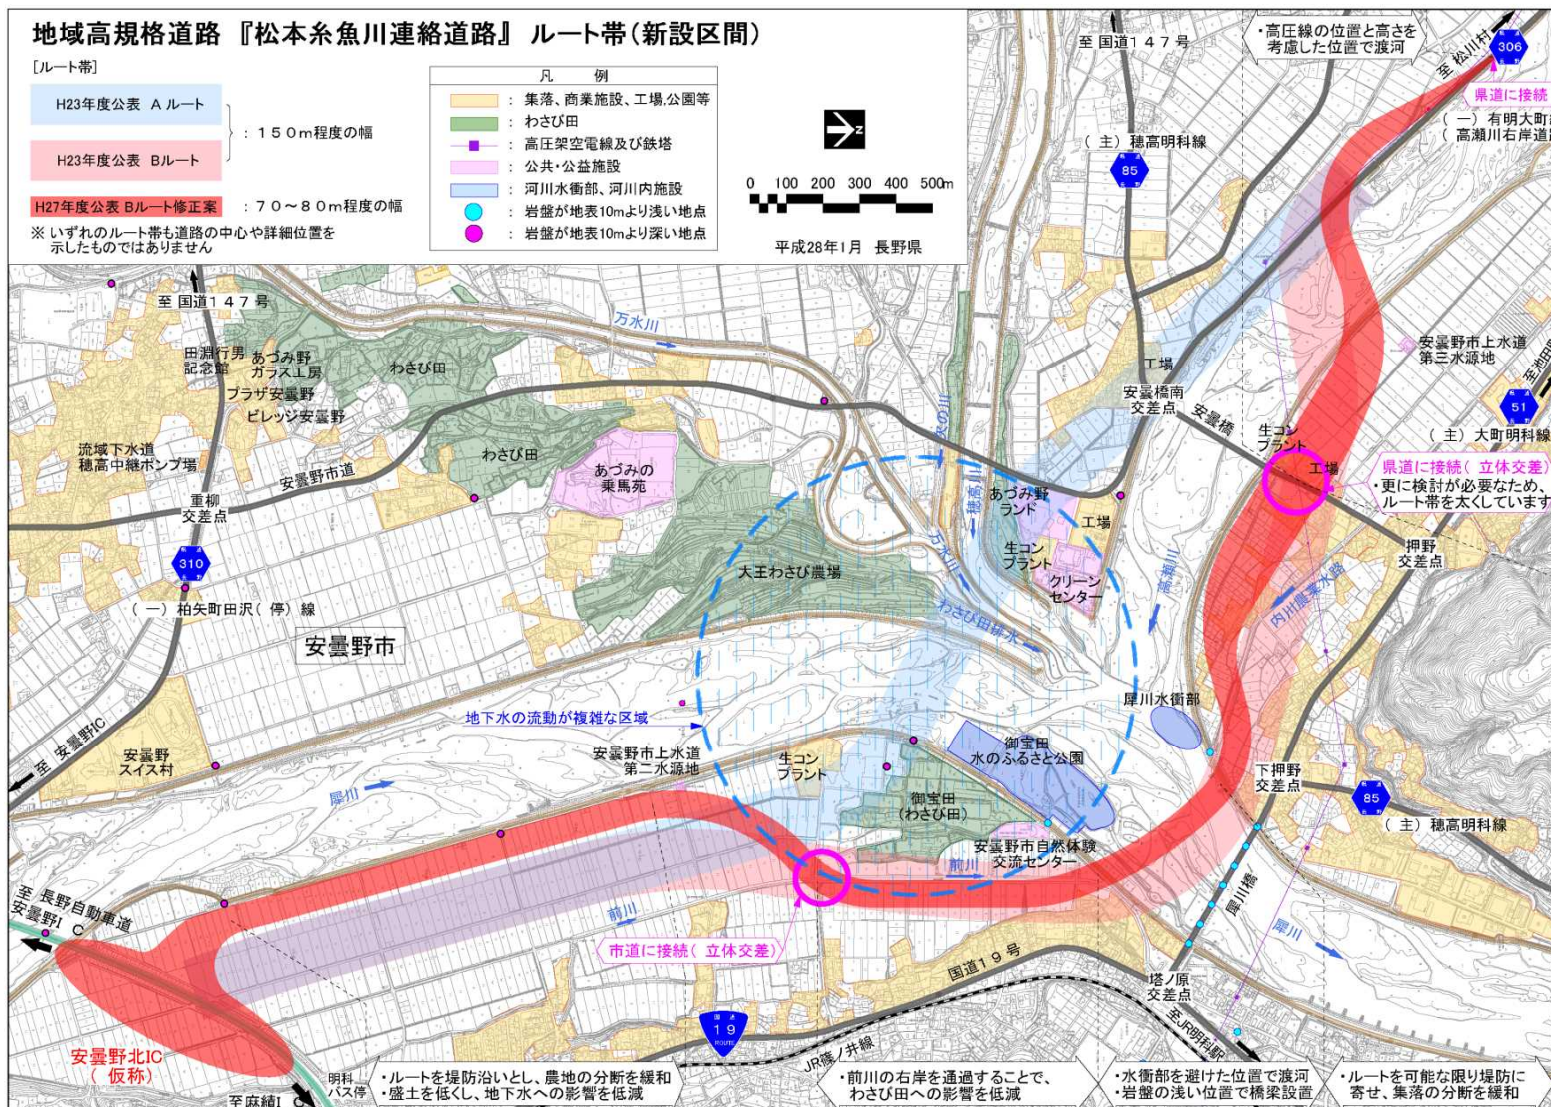 地域高規格道路 『松本糸魚川連絡道路』 ルート帯(新設区間)
[ルート帯]
H23年度公表 Aルート
H23年度公表 Bルート
: 150m程度の幅
H27年度公表 Bルート修正案
: 70~80m程度の幅
※ いずれのルート帯も道路の中心や詳細位置を
示したものではありません
凡 例
: 集落、商業施設、工場、公園等
: わさび田
: 高圧架空電線及び鉄塔
: 公共・公益施設
: 河川水衝部、河川内施設
: 岩盤が地表10mより浅い地点
: 岩盤が地表10mより深い地点
Z
0 100 200 300 400 500m
平成28年1月 長野県
至 国道147号
・高圧線の位置と高さを
考慮した位置で渡河
至 松川村
306
県道に接続
(一) 有明大町
( 高瀬川右岸道
(主) 穂高明科線
85
至 国道147号
田淵行男
記念館
あづみ野
ガラス工房
プラザ安曇野
ビレッジ安曇野
わさび田
万水川
工場
安曇橋南
交差点
安曇橋
安曇野市上水道
第三水源地
至池田町
51
(主) 大町明科線
生コン
プラント
工場
県道に接続( 立体交差)
・更に検討が必要なため、
ルート帯を太くしています
流域下水道
穂高中継ポンプ場
安曇野市道
重柳
交差点
わさび田
あづみの
乗馬苑
穂高川
あづみ野
ランド
工場
生コン
プラント
クリーン
センター
高瀬川
押野
交差点
内川農業水路
310
(一) 柏矢町田沢(停) 線
大王わさび農場
万水川
わさび田排水
安曇野市
犀川水衝部
地下水の流動が複雑な区域
至 安曇野IC
安曇野
スイス村
安曇野市上水道
第二水源地
生コン
プラント
御宝田
水のふるさと公園
下押野
交差点
85
(主) 穂高明科線
犀川
御宝田
(わさび田)
安曇野市自然体験
交流センター
前川
前川
犀川橋
犀川
至 長野自動車道
安曇野I C
市道に接続( 立体交差)
国道19号
塔ノ原
交差点
至JR明科駅
国道
19
ROUTE
JR篠ノ井線
安曇野北IC
( 仮称)
明科
バス停
至麻績I C
・ルートを堤防沿いとし、農地の分断を緩和
・盛土を低くし、地下水への影響を低減
・前川の右岸を通過することで、
わさび田への影響を低減
・水衝部を避けた位置で渡河
・岩盤の浅い位置で橋梁設置
・ルートを可能な限り堤防に
寄せ、集落の分断を緩和